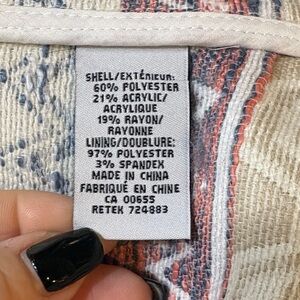 SHELL/EXTÉRIEUR:
60% POLYESTER
21% ACRYLIC/
ACRYLIQUE
19% RAYON/
RAYONNE
LINING/DOUBLURE:
97% POLYESTER
3% SPANDEX
MADE IN CHINA
FABRIQUÉ EN CHINE
CA 00655
RETEK 724883